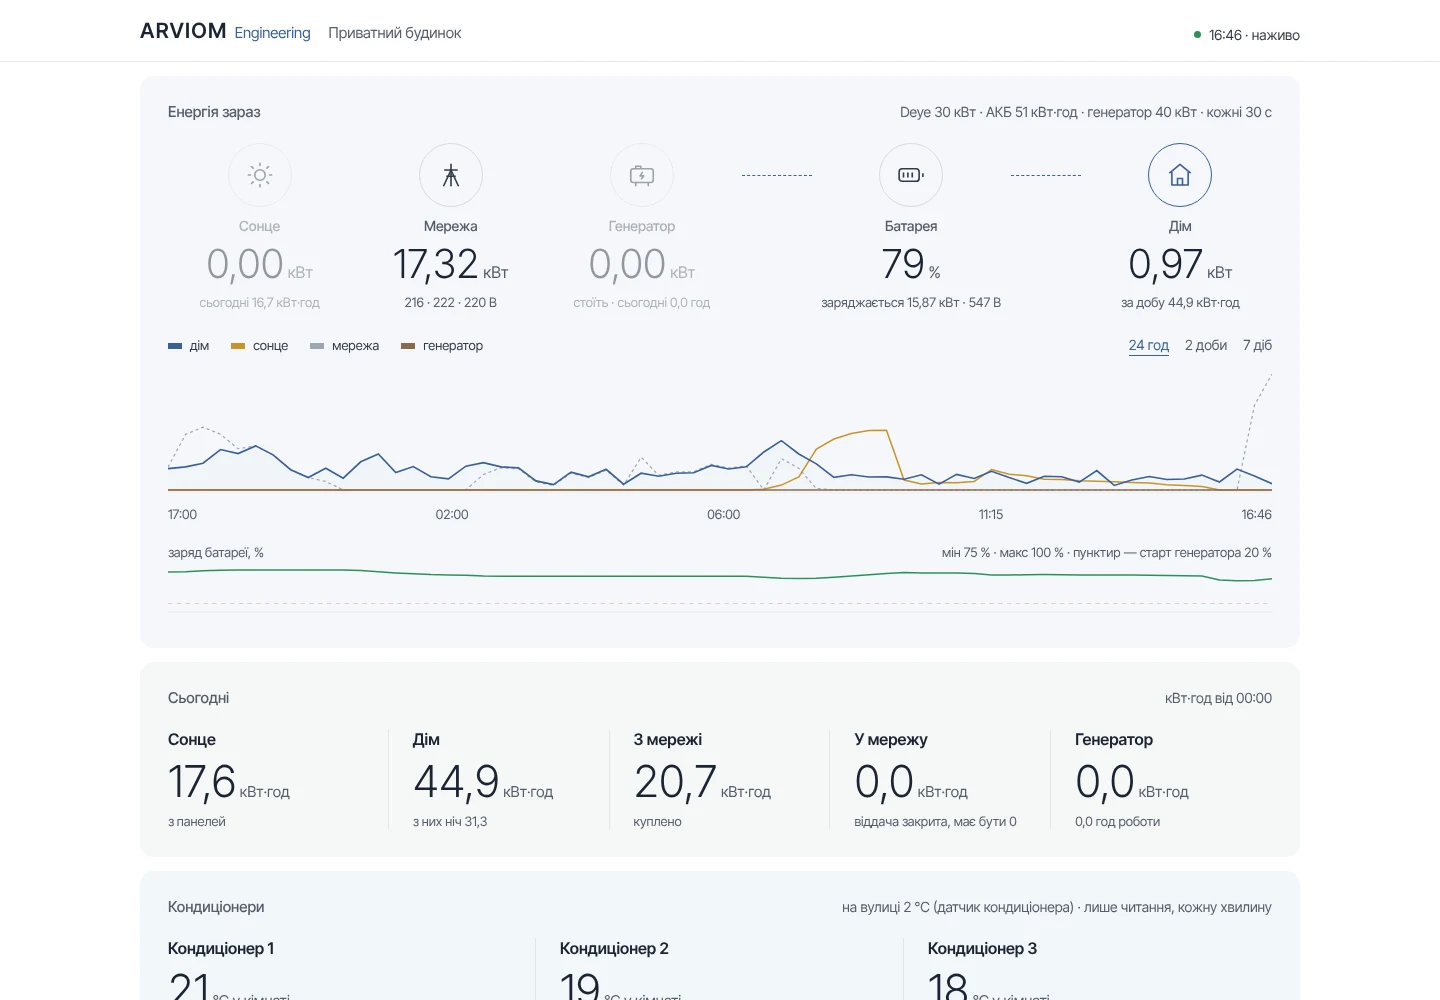 ARVIOM Engineering Приватний будинок
16:46 · наживо
Енергія зараз
Deye 30 кВт · АКБ 51 кВт·год · генератор 40 кВт · кожні 30 с
Сонце
0,00 кВт
сьогодні 16,7 кВт·год
Мережа
17,32 кВт
216 · 222 · 220 В
Генератор
0,00 кВт
стоїть · сьогодні 0,0 год
Батарея
79 %
заряджається 15,87 кВт · 547 В
Дім
0,97 кВт
за добу 44,9 кВт·год
дім сонце мережа генератор
24 год 2 доби 7 діб
17:00 02:00 06:00 11:15 16:46
заряд батареї, %
мін 75 % · макс 100 % · пунктир — старт генератора 20 %
Сьогодні
кВт·год від 00:00
Сонце
17,6 кВт·год
з панелей
Дім
44,9 кВт·год
з них ніч 31,3
З мережі
20,7 кВт·год
куплено
У мережу
0,0 кВт·год
віддача закрита, має бути 0
Генератор
0,0 кВт·год
0,0 год роботи
Кондиціонери
на вулиці 2 °C (датчик кондиціонера) · лише читання, кожну хвилину
Кондиціонер 1
21 °C у кімнаті
Кондиціонер 2
19 °C у кімнаті
Кондиціонер 3
18 °C у кімнаті